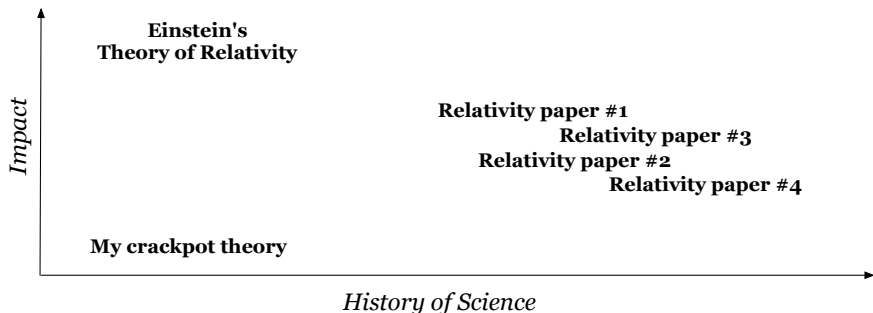 Einstein's
Theory of Relativity
Impact
Relativity paper #1
Relativity paper #3
Relativity paper #2
Relativity paper #4
My crackpot theory
History of Science